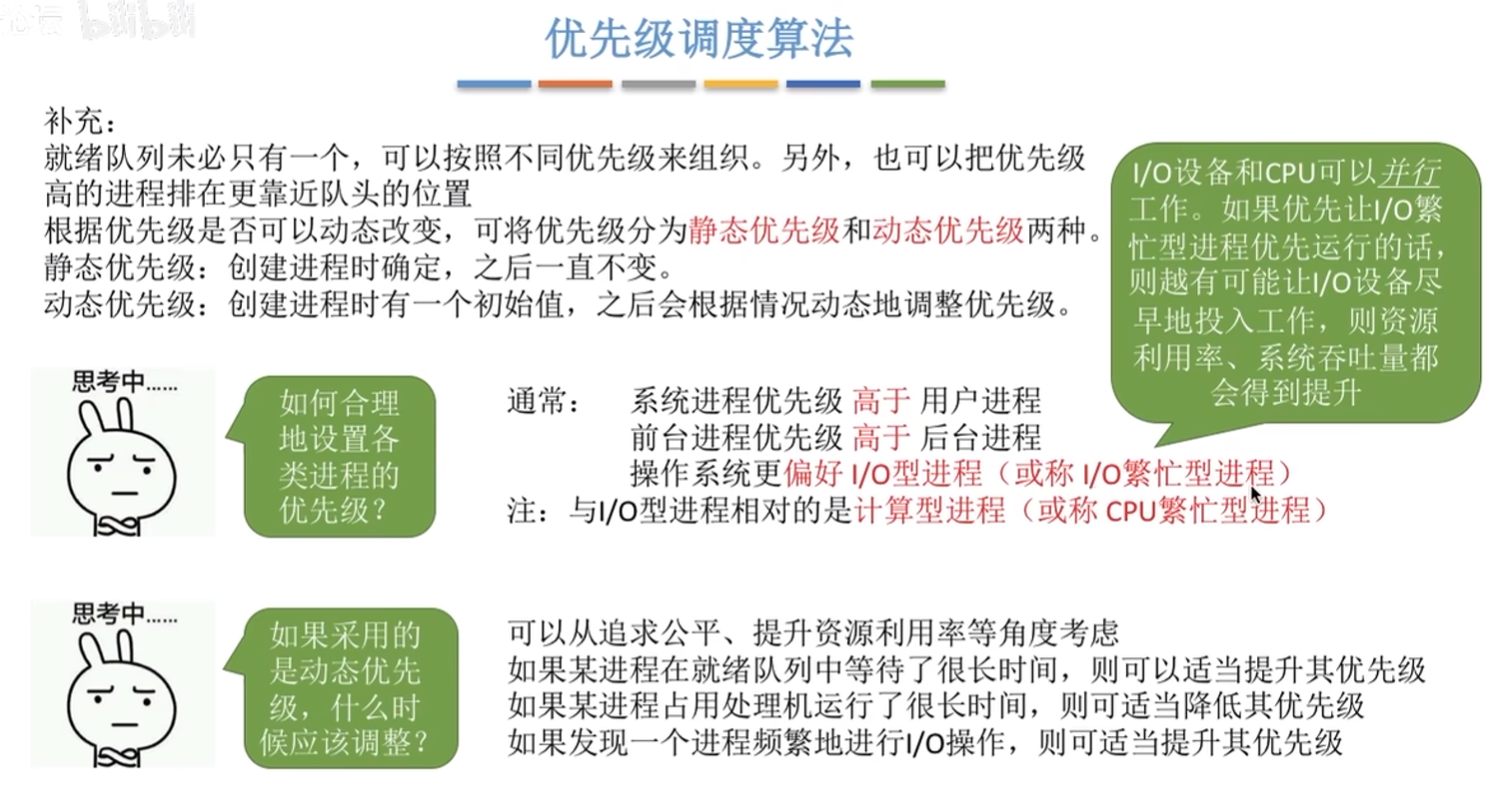 bilibili
优先级调度算法
补充：
就绪队列未必只有一个，可以按照不同优先级来组织。另外，也可以把优先级
高的进程排在更靠近队头的位置
根据优先级是否可以动态改变，可将优先级分为静态优先级和动态优先级两种。
静态优先级：创建进程时确定，之后一直不变。
动态优先级：创建进程时有一个初始值，之后会根据情况动态地调整优先级。
I/O设备和CPU可以并行
工作。如果优先让I/O繁
忙型进程优先运行的话，
则越有可能让I/O设备尽
早地投入工作，则资源
利用率、系统吞吐量都
会得到提升
思考中……
如何合理
地设置各
类进程的
优先级？
通常： 系统进程优先级 高于 用户进程
前台进程优先级 高于 后台进程
操作系统更偏好 I/O型进程（或称 I/O繁忙型进程）
注：与I/O型进程相对的是计算型进程（或称 CPU繁忙型进程）
思考中……
如果采用的
是动态优先
级，什么时
候应该调整？
可以从追求公平、提升资源利用率等角度考虑
如果某进程在就绪队列中等待了很长时间，则可以适当提升其优先级
如果某进程占用处理机运行了很长时间，则可适当降低其优先级
如果发现一个进程频繁地进行I/O操作，则可适当提升其优先级